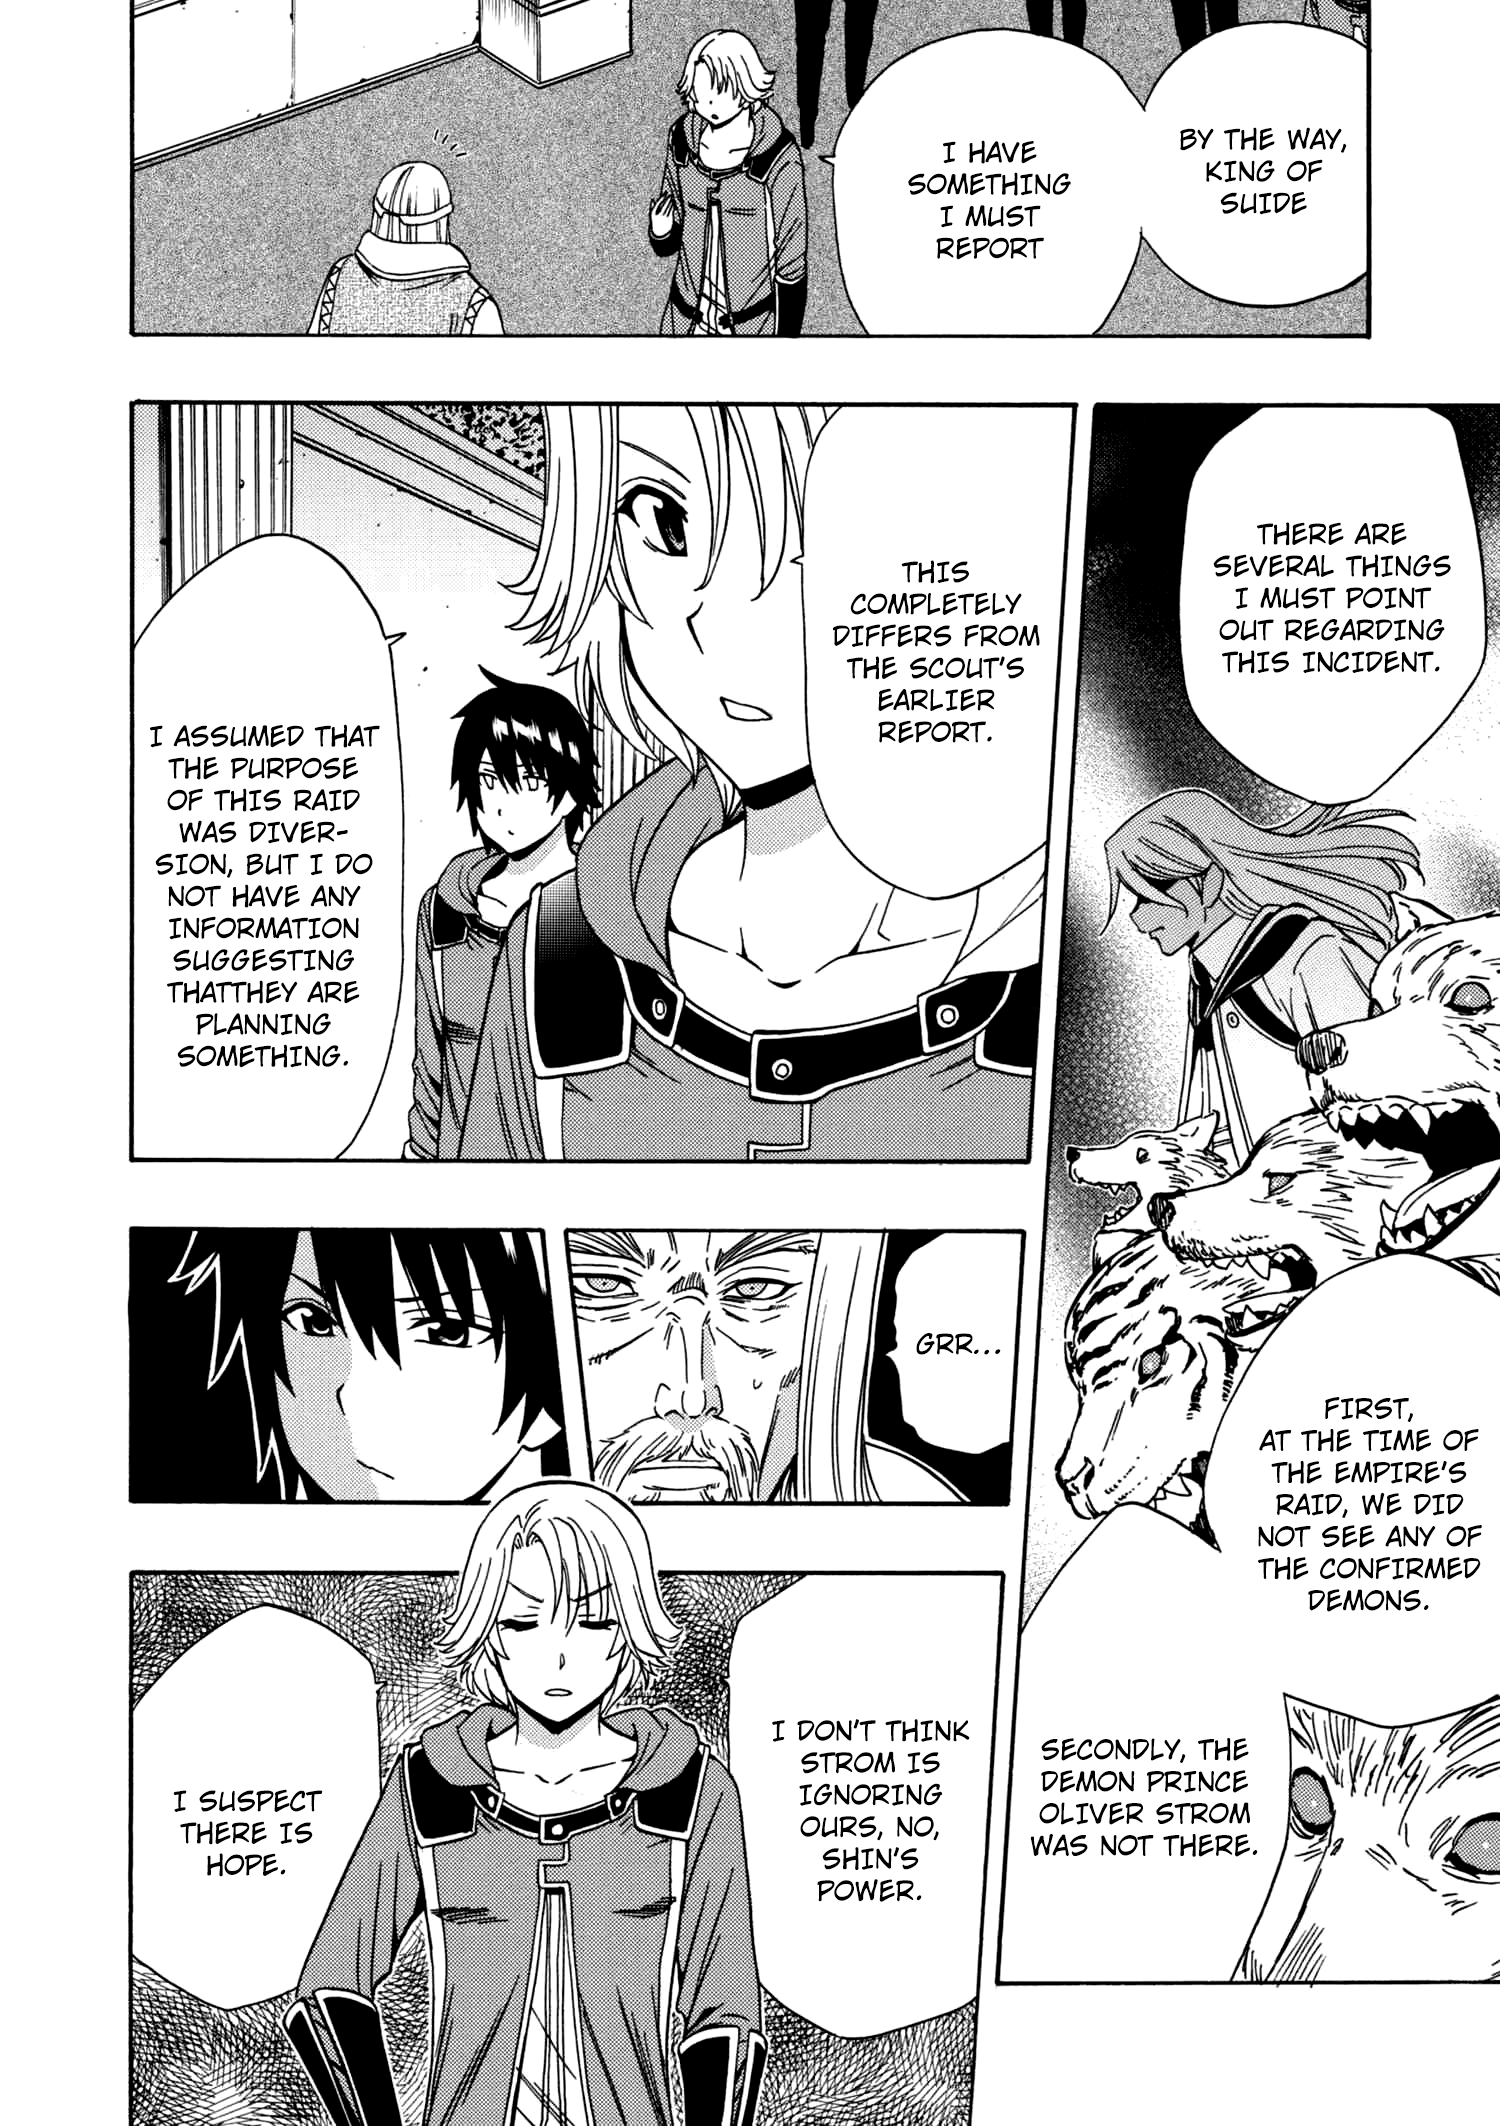 BY THE WAY,
KING OF
SUIDE
I HAVE
SOMETHING
I MUST
REPORT
THERE ARE
SEVERAL THINGS
I MUST POINT
OUT REGARDING
THIS INCIDENT.
FIRST,
AT THE TIME OF
THE EMPIRE'S
RAID, WE DID
NOT SEE ANY OF
THE CONFIRMED
DEMONS.
SECONDLY, THE
DEMON PRINCE
OLIVER STROM
WAS NOT THERE.
THIS
COMPLETELY
DIFFERS FROM
THE SCOUT'S
EARLIER
REPORT.
I ASSUMED THAT
THE PURPOSE
OF THIS RAID
WAS DIVER-
SION, BUT I DO
NOT HAVE ANY
INFORMATION
SUGGESTING
THATTHEY ARE
PLANNING
SOMETHING.
GRR...
I DON'T THINK
STROM IS
IGNORING
OURS, NO,
SHIN'S
POWER.
I SUSPECT
THERE IS
HOPE.